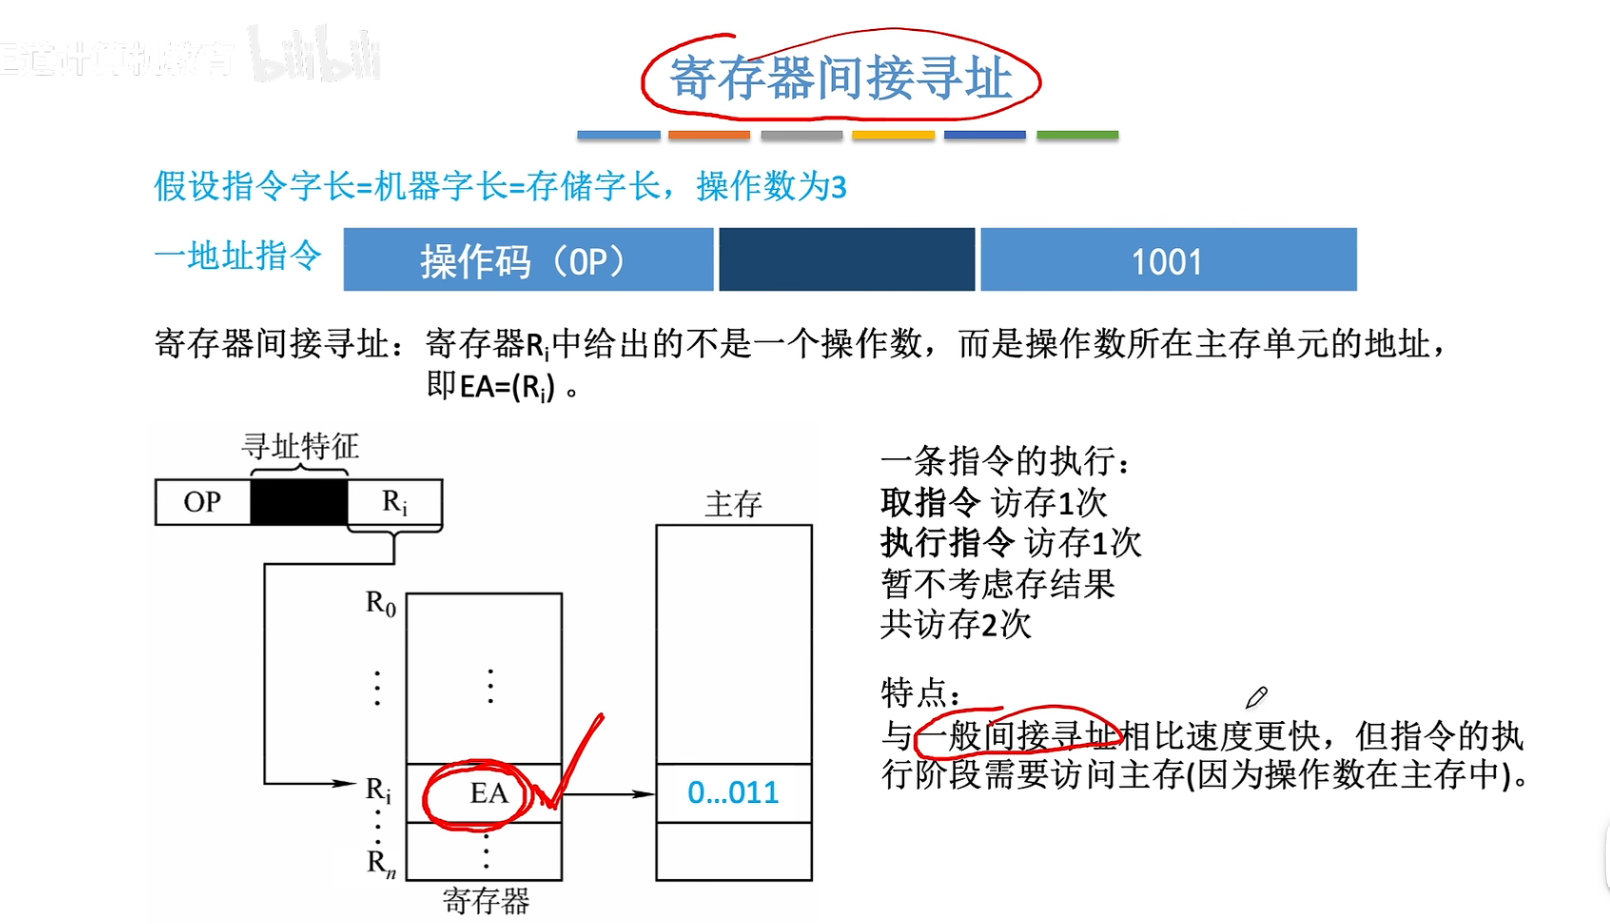 王道计算机教育 bilibili
寄存器间接寻址
假设指令字长=机器字长=存储字长，操作数为3
一地址指令 操作码（OP） 1001
寄存器间接寻址：寄存器Ri中给出的不是一个操作数，而是操作数所在主存单元的地址，
即EA=(Ri) 。
寻址特征
OP Ri
主存
R0
Ri EA 0...011
Rn
寄存器
一条指令的执行：
取指令 访存1次
执行指令 访存1次
暂不考虑存结果
共访存2次
特点：
与一般间接寻址相比速度更快，但指令的执
行阶段需要访问主存(因为操作数在主存中)。